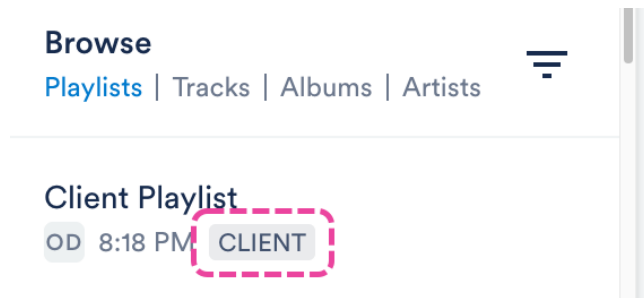 Browse
Playlists | Tracks | Albums | Artists
Client Playlist
OD 8:18 PM CLIENT